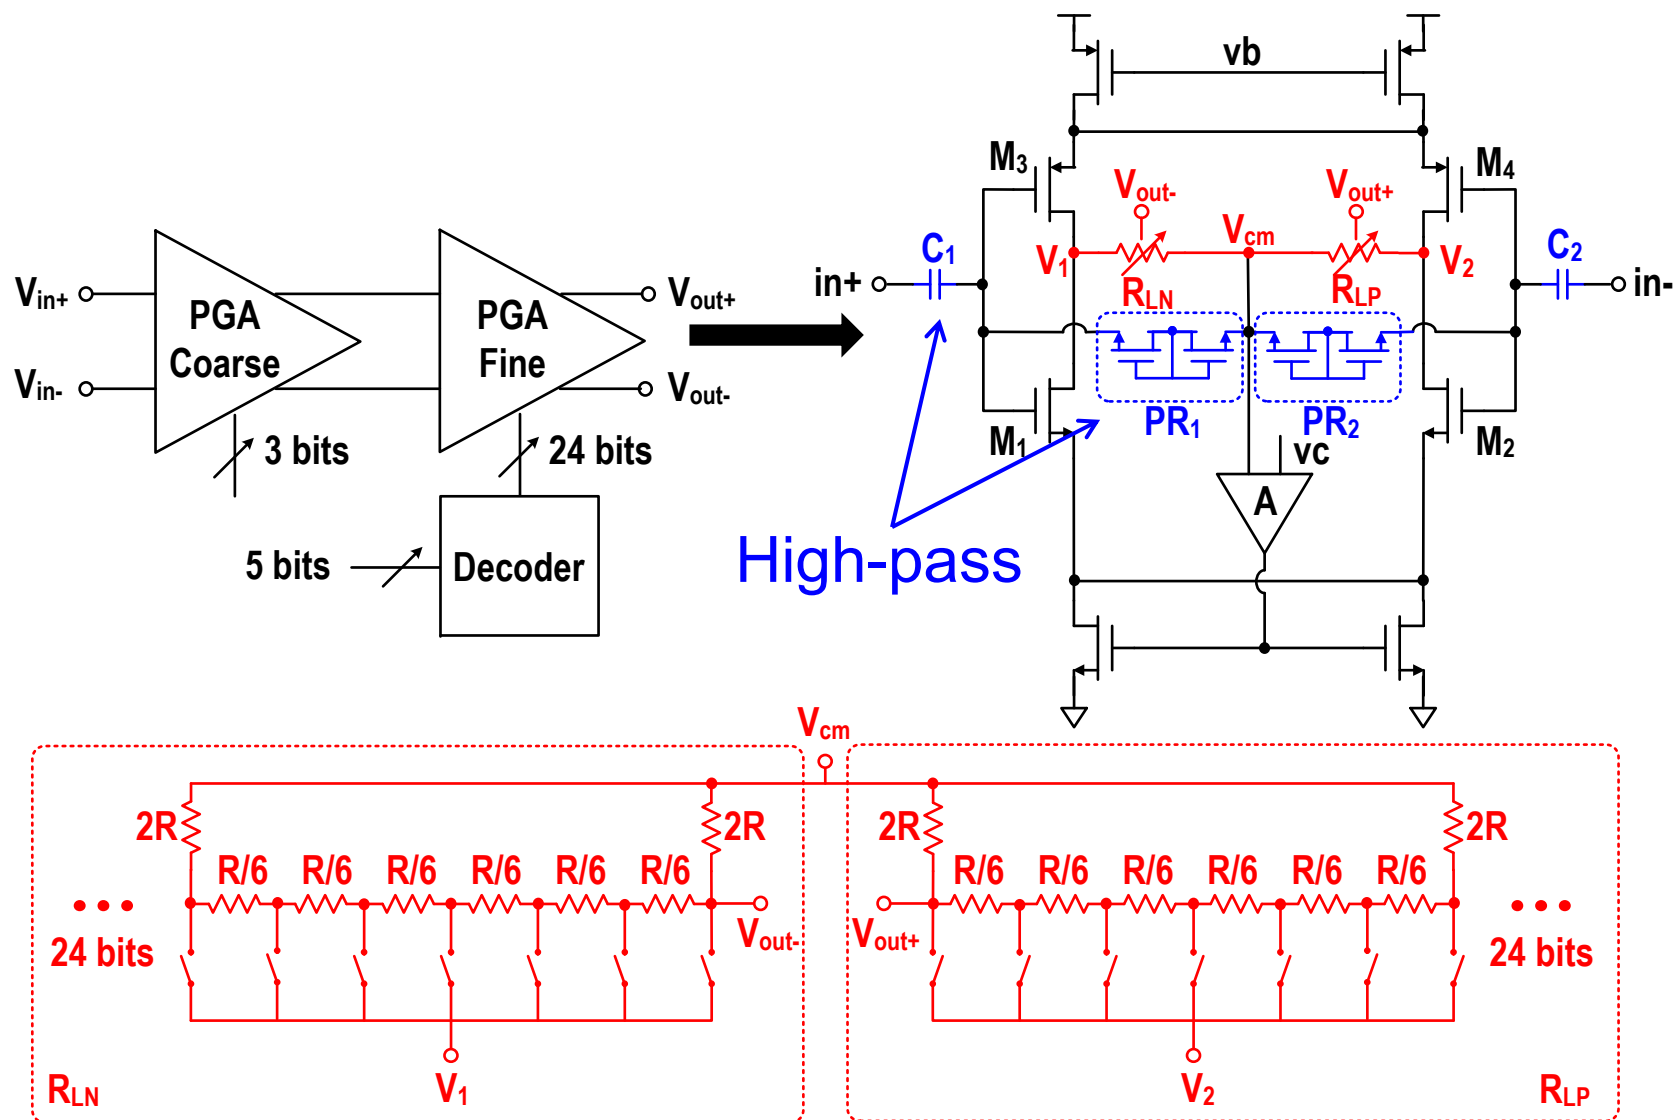 vb
M3
M4
Vout-
Vout+
Vcm
C1
C2
V1
V2
in+
in-
RLN
RLP
Vin+
PGA
Coarse
PGA
Fine
Vout+
Vin-
Vout-
PR1
PR2
M1
M2
3 bits
24 bits
vc
A
High-pass
5 bits
Decoder
Vcm
2R
2R
2R
2R
R/6 R/6 R/6 R/6 R/6 R/6
R/6 R/6 R/6 R/6 R/6 R/6
•••
24 bits
Vout-
Vout+
•••
24 bits
RLN
V1
V2
RLP